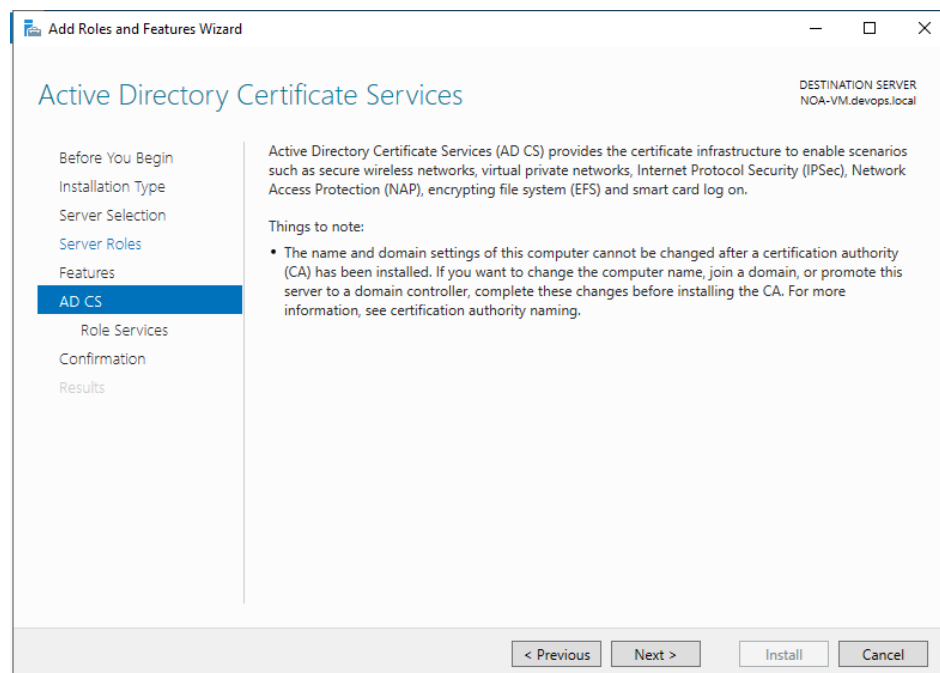 Add Roles and Features Wizard
Active Directory Certificate Services
DESTINATION SERVER
NOA-VM.devops.local
Before You Begin
Installation Type
Server Selection
Server Roles
Features
AD CS
Role Services
Confirmation
Results
Active Directory Certificate Services (AD CS) provides the certificate infrastructure to enable scenarios
such as secure wireless networks, virtual private networks, Internet Protocol Security (IPSec), Network
Access Protection (NAP), encrypting file system (EFS) and smart card log on.
Things to note:
• The name and domain settings of this computer cannot be changed after a certification authority
(CA) has been installed. If you want to change the computer name, join a domain, or promote this
server to a domain controller, complete these changes before installing the CA. For more
information, see certification authority naming.
< Previous
Next >
Install
Cancel